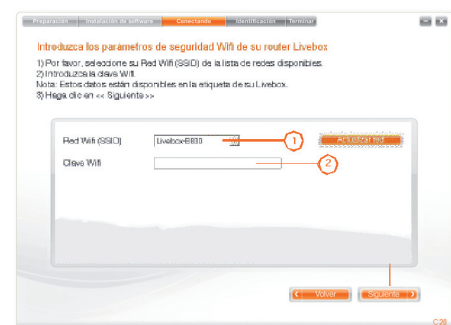 Preparación Instalación de software Conectando Identificación Terminar
Introduzca los parámetros de seguridad Wifi de su router Livebox
1) Por favor, seleccione su Red Wifi (SSID) de la lista de redes disponibles.
2) Introduzca la clave Wifi.
Nota: Estos datos están disponibles en la etiqueta de su Livebox.
3) Haga clic en << Siguiente >>
Red Wifi (SSID) Livebox-B890 1 Actualizar red
Clave Wifi 2
Volver Siguiente
C26